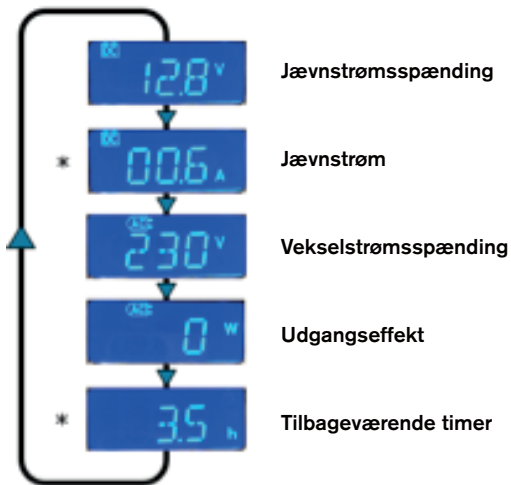 DC
12.8 V
Jævnstrømsspænding
DC
* 00.6 A
Jævnstrøm
AC
230 V
Vekselstrømsspænding
AC
0 W
Udgangseffekt
* 3.5 h
Tilbageværende timer